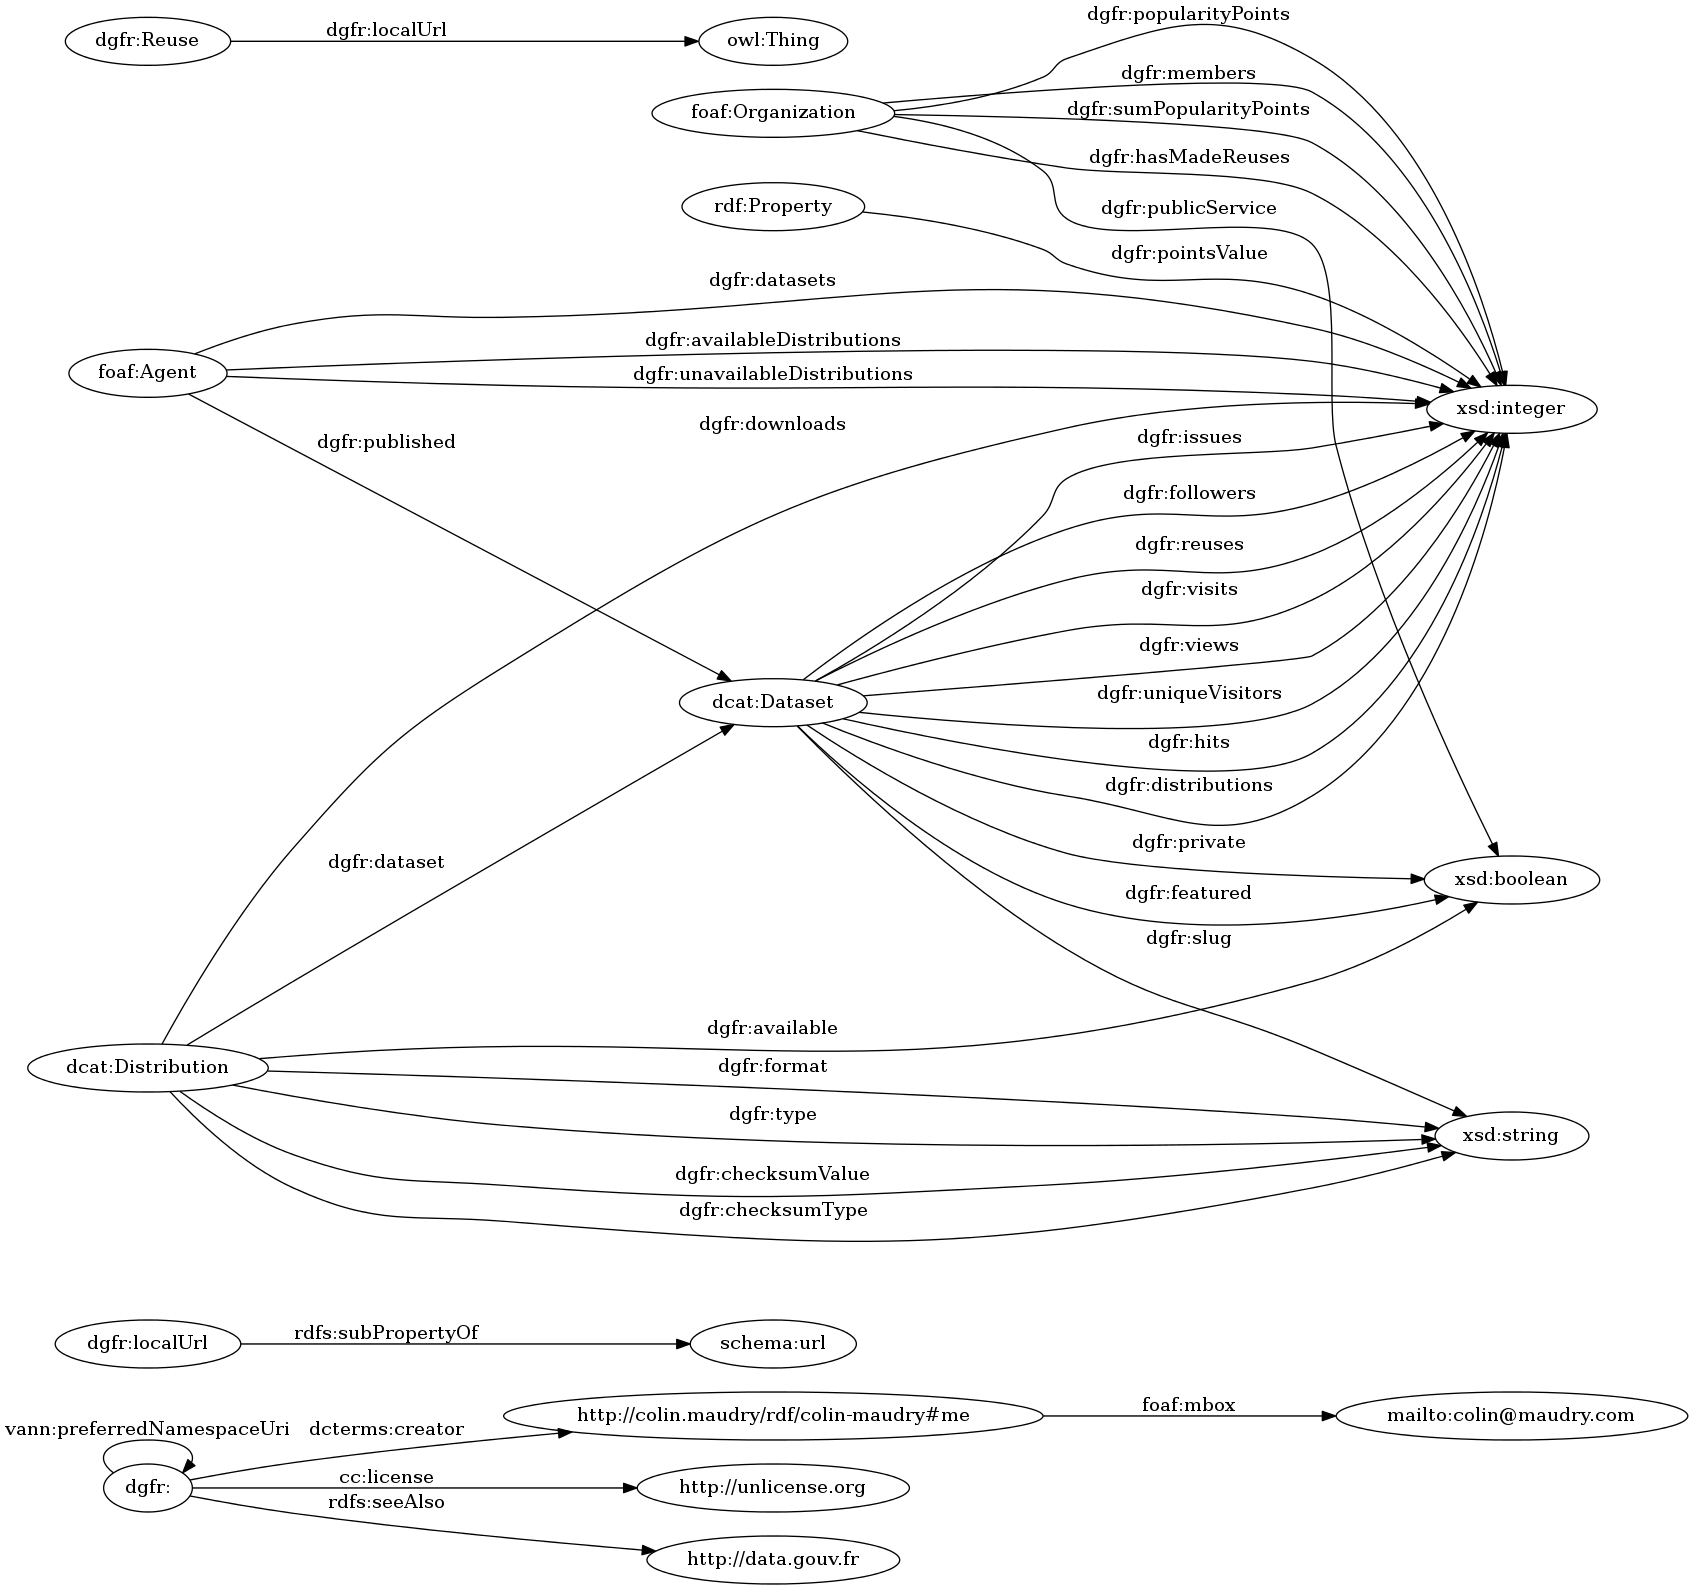 dgfr:popularityPoints
dgfr:Reuse
dgfr:localUrl
owl:Thing
dgfr:members
foaf:Organization
dgfr:sumPopularityPoints
dgfr:hasMadeReuses
rdf:Property
dgfr:publicService
dgfr:pointsValue
dgfr:datasets
dgfr:availableDistributions
foaf:Agent
dgfr:unavailableDistributions
xsd:integer
dgfr:downloads
dgfr:published
dgfr:issues
dgfr:followers
dgfr:reuses
dgfr:visits
dgfr:views
dgfr:uniqueVisitors
dcat:Dataset
dgfr:hits
dgfr:distributions
dgfr:private
dgfr:dataset
xsd:boolean
dgfr:featured
dgfr:slug
dgfr:available
dcat:Distribution
dgfr:format
dgfr:type
xsd:string
dgfr:checksumValue
dgfr:checksumType
dgfr:localUrl
rdfs:subPropertyOf
schema:url
vann:preferredNamespaceUri
dcterms:creator
http://colin.maudry/rdf/colin-maudry#me
foaf:mbox
mailto:colin@maudry.com
dgfr:
cc:license
http://unlicense.org
rdfs:seeAlso
http://data.gouv.fr